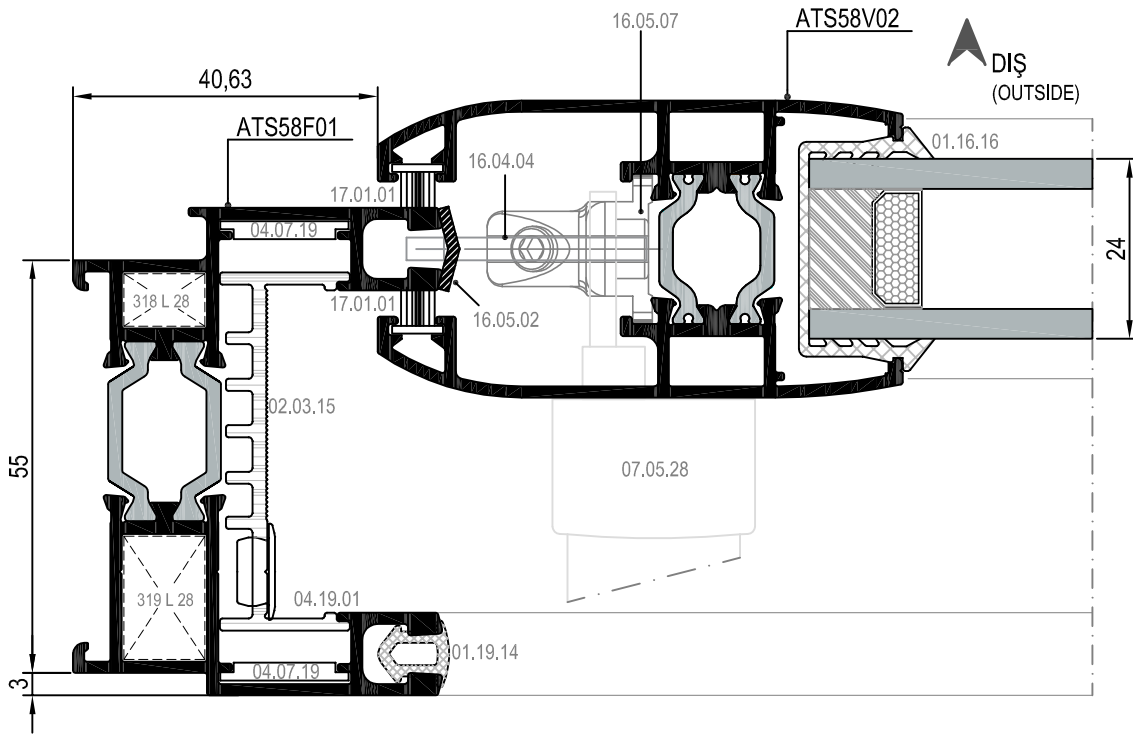 16.05.07
ATS58V02
DIŞ
(OUTSIDE)
40,63
ATS58F01
01.16.16
16.04.04
17.01.01
04.07.19
24
318 L 28
17.01.01
16.05.02
02.03.15
55
07.05.28
319 L 28
04.19.01
01.19.14
04.07.19
3